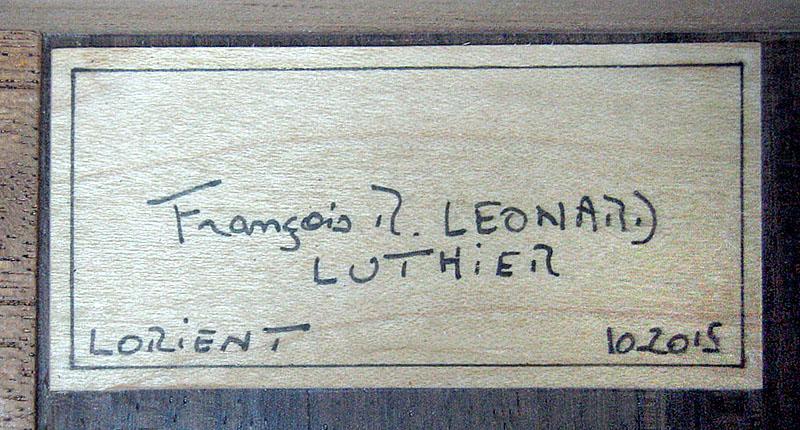 François R. LEONARD
LUTHiER
LORiENT 10.2015